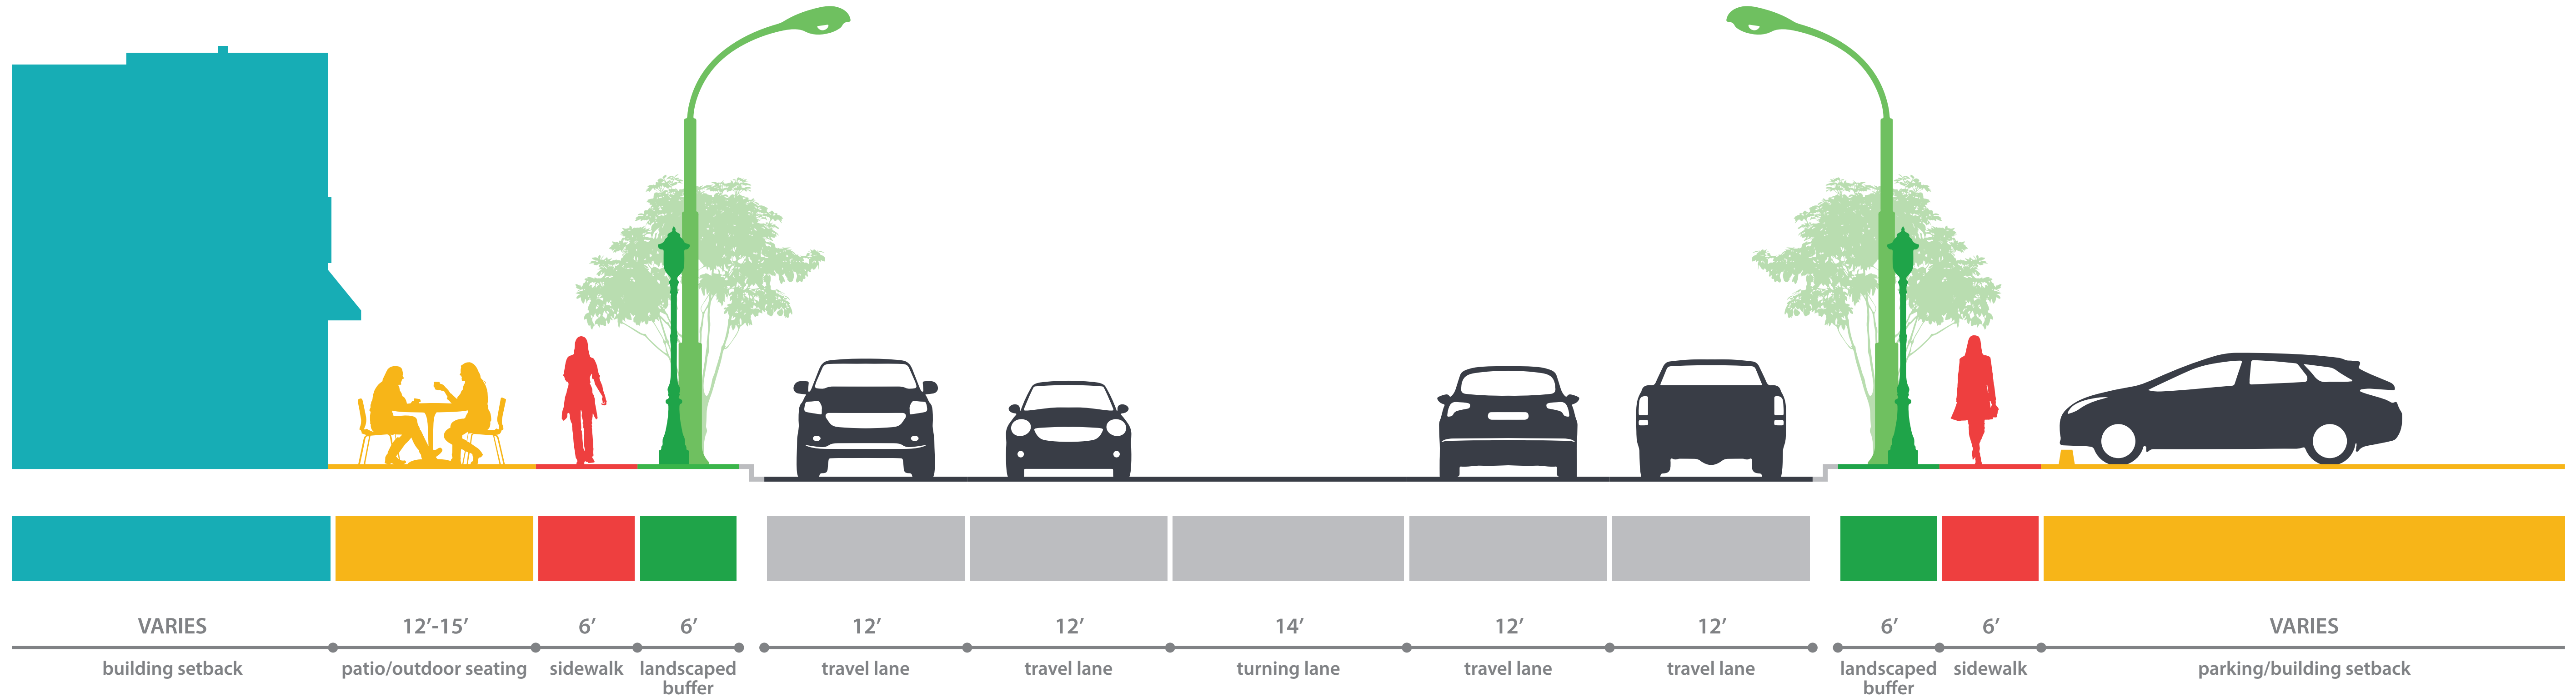 VARIES 12’-15’ 6’ 6’ 12’ 12’ 14’ 12’ 12’ 6’ 6’ VARIES
building setback patio/outdoor seating sidewalk landscaped travel lane travel lane turning lane travel lane travel lane landscaped sidewalk parking/building setback
buffer buffer